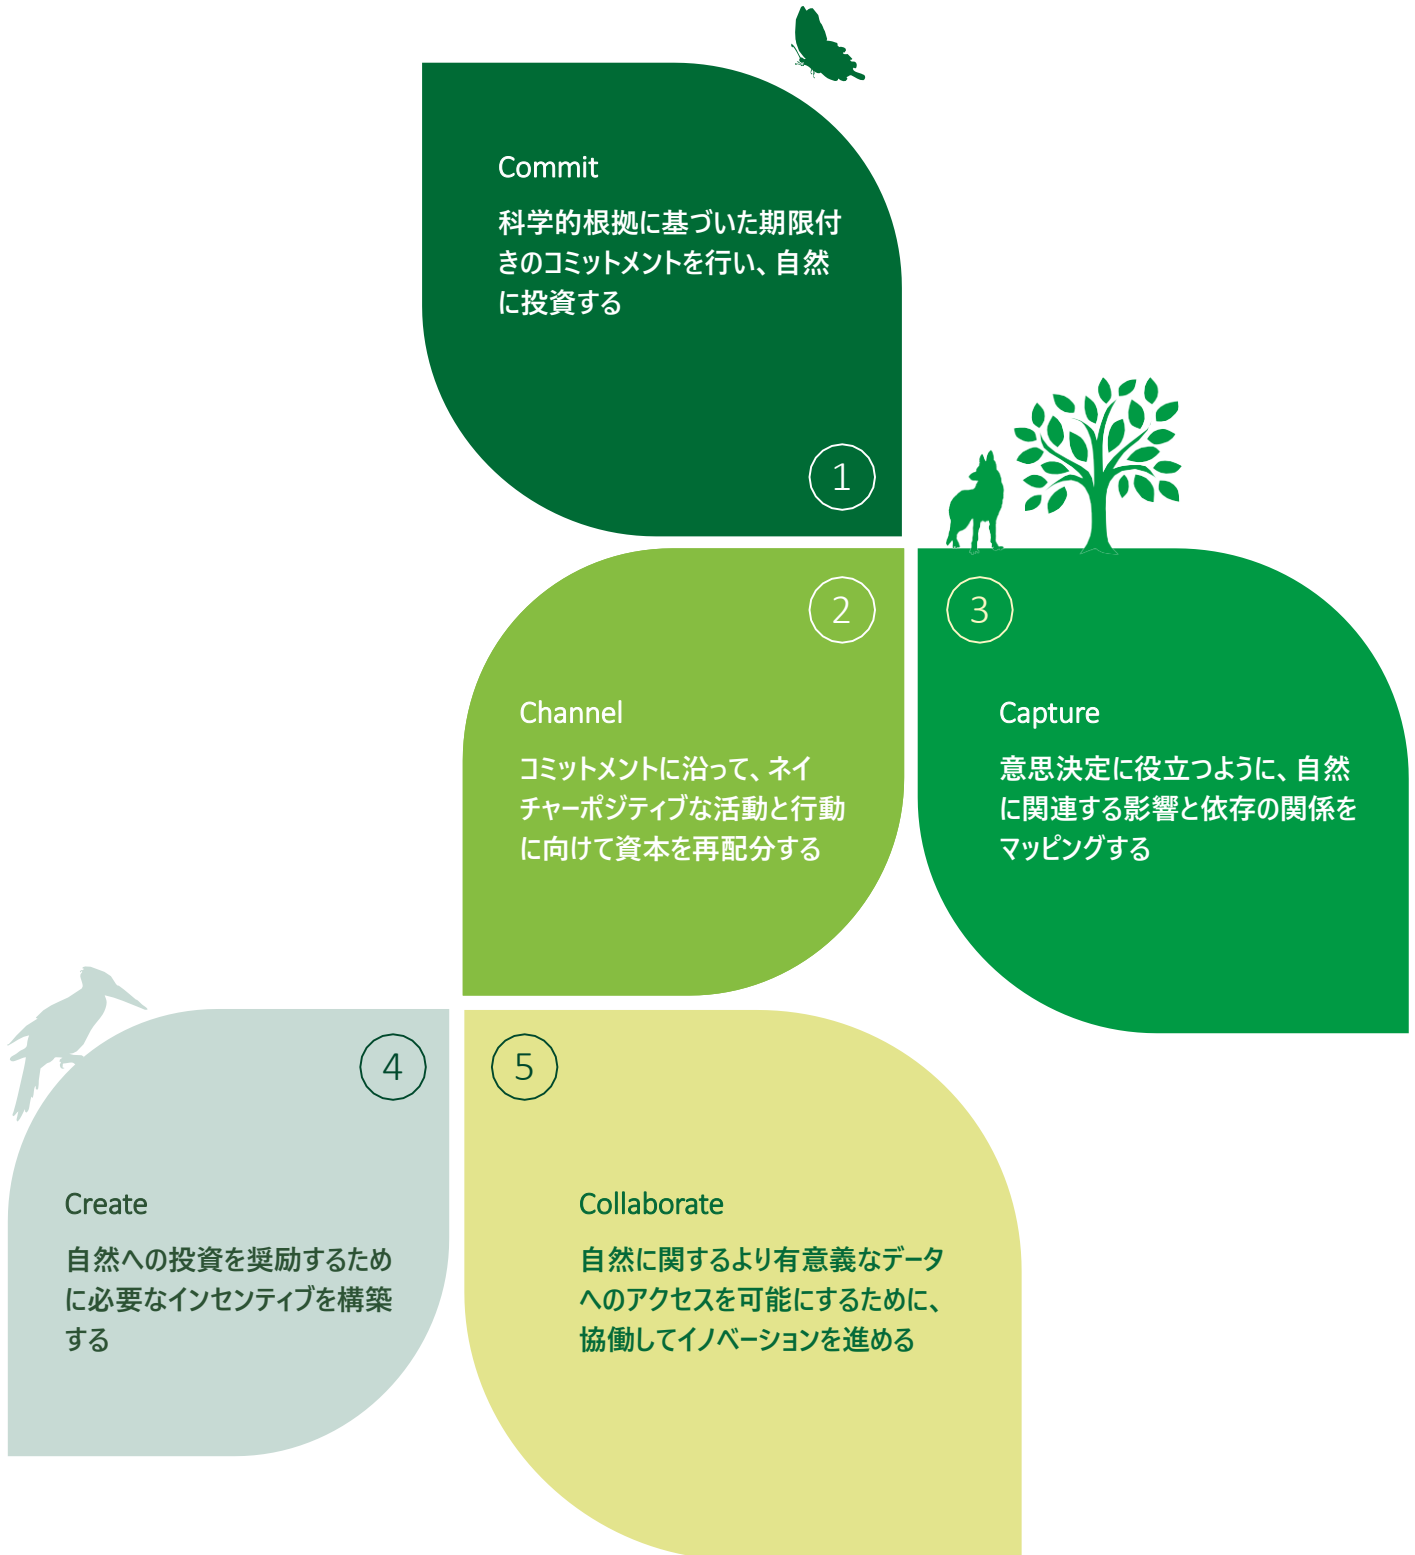 Commit
科学的根拠に基づいた期限付
きのコミットメントを行い、自然
に投資する
1
2
Channel
コミットメントに沿って、ネイ
チャーポジティブな活動と行動
に向けて資本を再配分する
3
Capture
意思決定に役立つように、自然
に関連する影響と依存の関係を
マッピングする
4
Create
自然への投資を奨励するため
に必要なインセンティブを構築
する
5
Collaborate
自然に関するより有意義なデータ
へのアクセスを可能にするために、
協働してイノベーションを進める